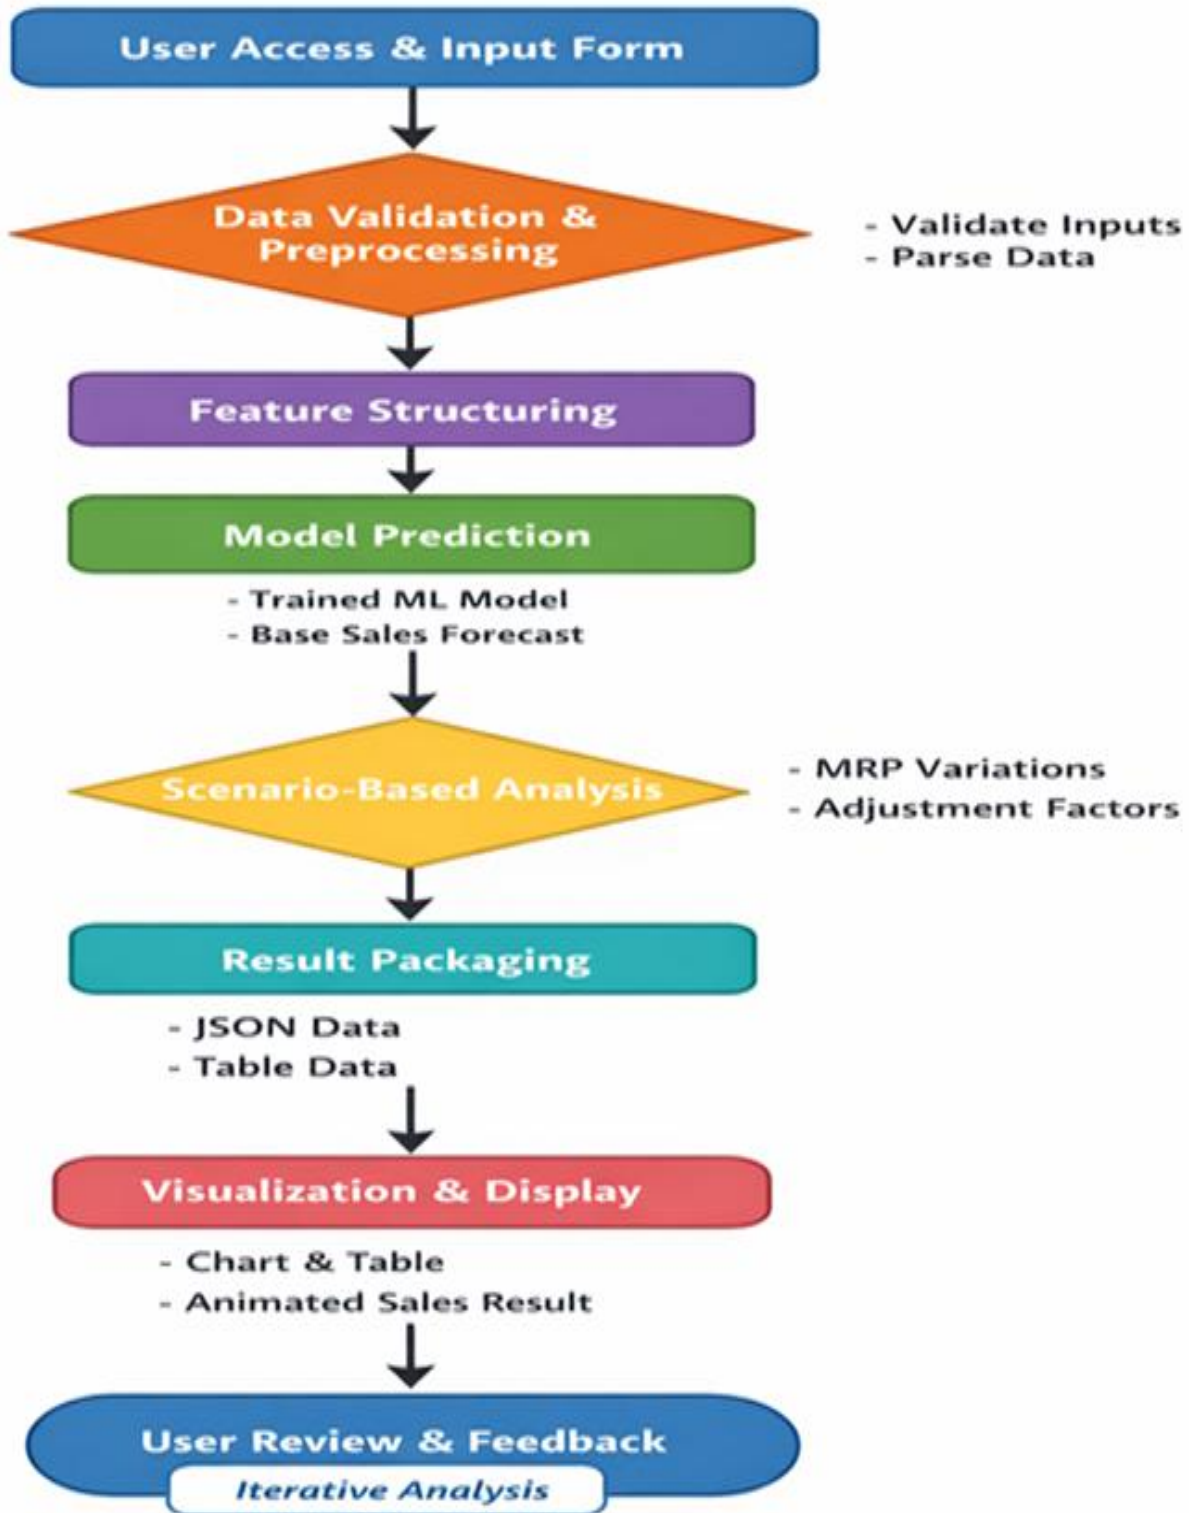 User Access & Input Form
Data Validation &
Preprocessing
- Validate Inputs
- Parse Data
Feature Structuring
Model Prediction
- Trained ML Model
- Base Sales Forecast
Scenario-Based Analysis
- MRP Variations
- Adjustment Factors
Result Packaging
- JSON Data
- Table Data
Visualization & Display
- Chart & Table
- Animated Sales Result
User Review & Feedback
Iterative Analysis